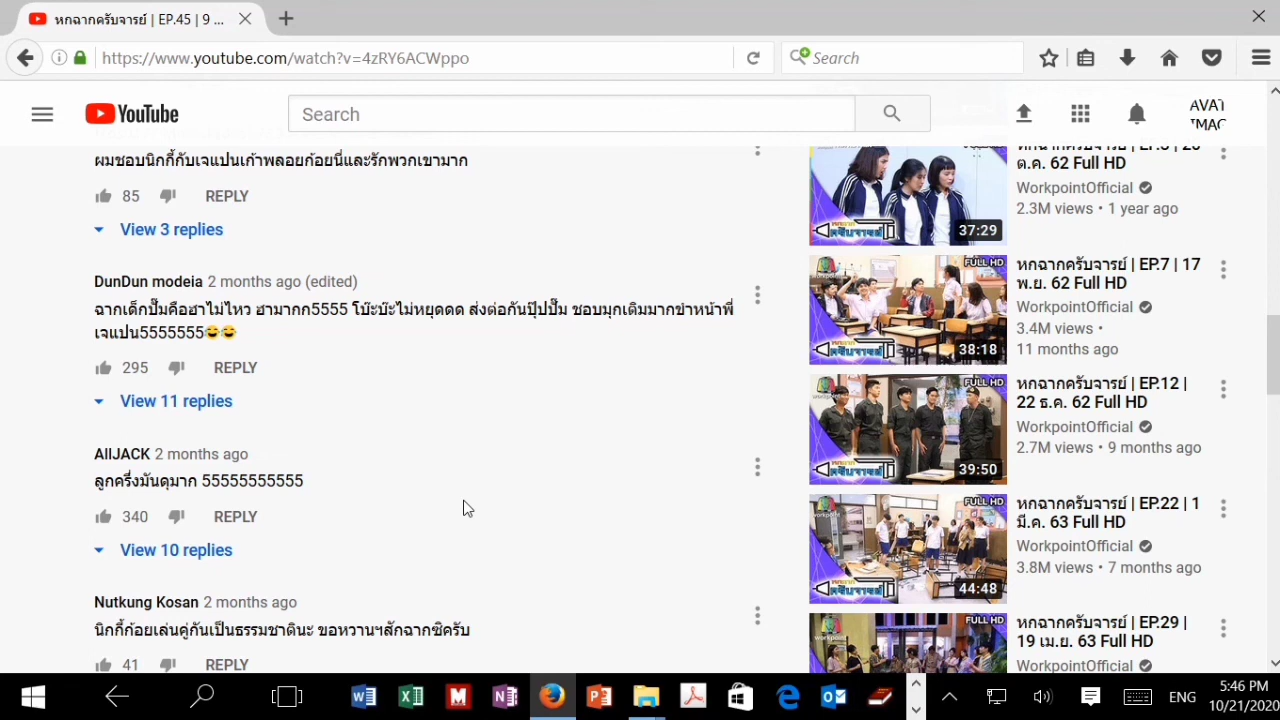 หกฉากครับจารย์ | EP.45 | 9 ...
https://www.youtube.com/watch?v=4zRY6ACWppo
Search
YouTube
Search
AVAT
ผมชอบนิกกี้กับเจแปนเก้าพลอยก้อยนี่และรักพวกเขามาก
85
REPLY
View 3 replies
DunDun modeia 2 months ago (edited)
ฉากเด็กปั๊มคือฮาไม่ไหว ฮามากก5555 โบ๊ะบ๊ะไม่หยุดดด ส่งต่อกันปุ๊ปปั๊ม ชอบมุกเติมมากขำหน้าพี่
เจแปน5555555😂😂
295
REPLY
View 11 replies
AllJACK 2 months ago
ลูกครึ่งมันดุมาก 55555555555
340
REPLY
View 10 replies
Nutkung Kosan 2 months ago
นิกกี้ก้อยเล่นคู่กันเป็นธรรมชาตินะ ขอหวานฯสักฉากซิครับ
41
REPLY
37:29
ต.ค. 62 Full HD
WorkpointOfficial
2.3M views • 1 year ago
FULL HD
38:18
หกฉากครับจารย์ | EP.7 | 17
พ.ย. 62 Full HD
WorkpointOfficial
3.4M views •
11 months ago
FULL HD
39:50
หกฉากครับจารย์ | EP.12 |
22 ธ.ค. 62 Full HD
WorkpointOfficial
2.7M views • 9 months ago
FULL HD
workpoint
44:48
หกฉากครับจารย์ | EP.22 | 1
มี.ค. 63 Full HD
WorkpointOfficial
3.8M views • 7 months ago
FULL HD
workpoint
หกฉากครับจารย์ | EP.29 |
19 เม.ย. 63 Full HD
WorkpointOfficial
ENG
5:46 PM
10/21/2020